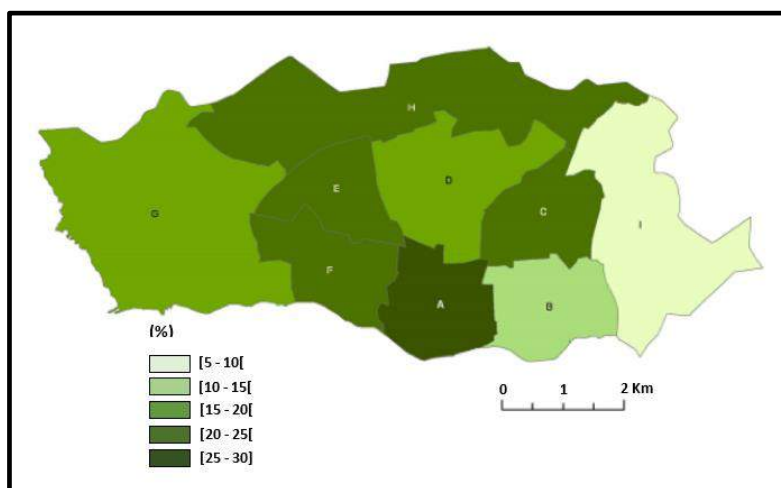 H
E
D
G
C
I
F
A
B
(%)
[5 - 10[
[10 - 15[
[15 - 20[
[20 - 25[
[25 - 30]
0 1 2 Km